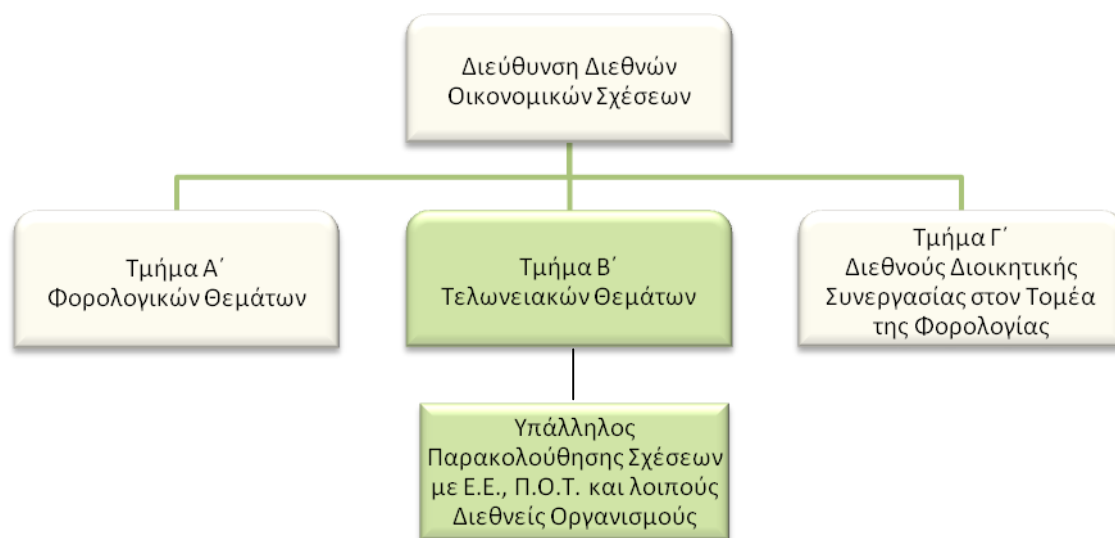 Διεύθυνση Διεθνών
Οικονομικών Σχέσεων
Τμήμα Α΄
Φορολογικών Θεμάτων
Τμήμα Β΄
Τελωνειακών Θεμάτων
Τμήμα Γ΄
Διεθνούς Διοικητικής
Συνεργασίας στον Τομέα
της Φορολογίας
Υπάλληλος
Παρακολούθησης Σχέσεων
με Ε.Ε., Π.Ο.Τ. και λοιπούς
Διεθνείς Οργανισμούς